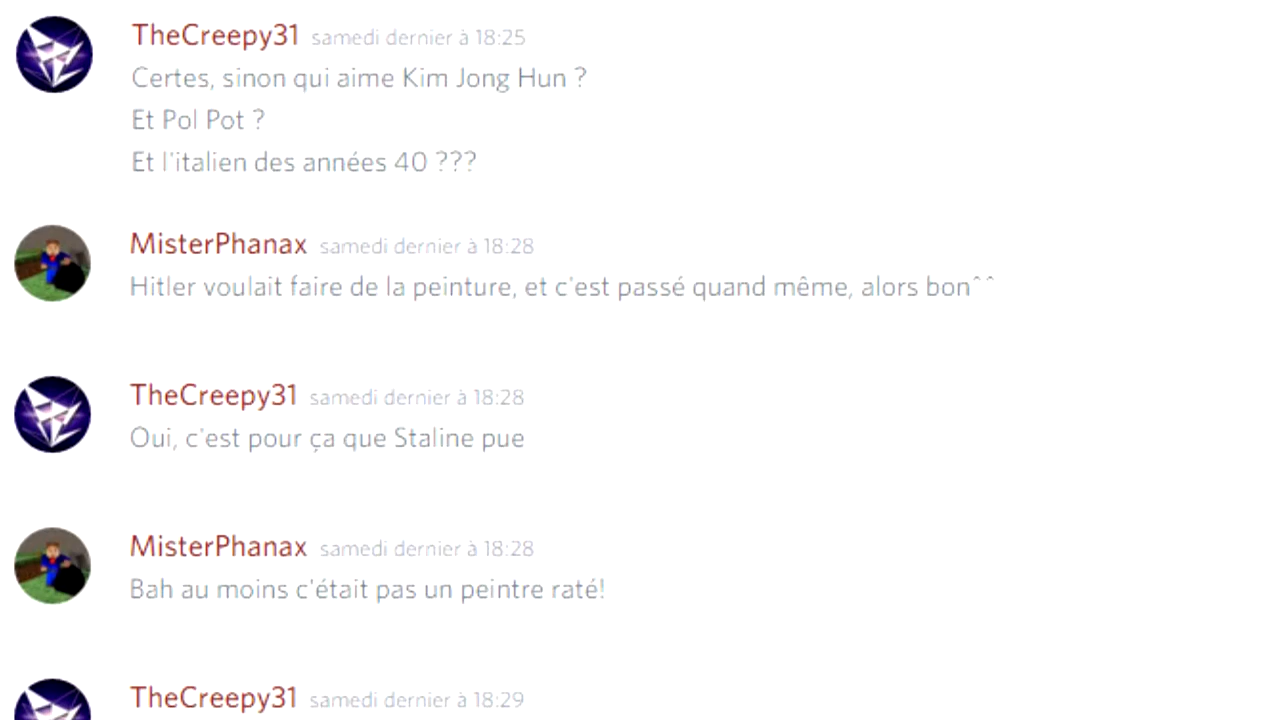 TheCreepy31 samedi dernier à 18:25
Certes, sinon qui aime Kim Jong Hun ?
Et Pol Pot ?
Et l'italien des années 40 ???
MisterPhanax samedi dernier à 18:28
Hitler voulait faire de la peinture, et c'est passé quand même, alors bon^^
TheCreepy31 samedi dernier à 18:28
Oui, c'est pour ça que Staline pue
MisterPhanax samedi dernier à 18:28
Bah au moins c'était pas un peintre raté!
TheCreepy31 samedi dernier à 18:29